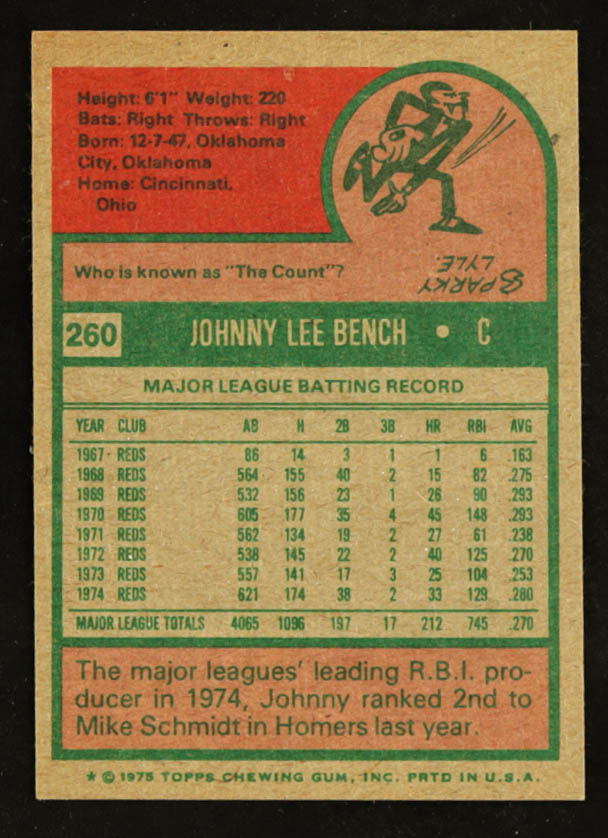 Height: 6'1" Weight: 220
Bats: Right Throws: Right
Born: 12-7-47, Oklahoma
City, Oklahoma
Home: Cincinnati,
Ohio
Who is known as "The Count"?
SPARKY
LYLE.
260 JOHNNY LEE BENCH • C
MAJOR LEAGUE BATTING RECORD
YEAR CLUB AB H 2B 3B HR RBI AVG
1967 REDS 86 14 3 1 1 6 .163
1968 REDS 564 155 40 2 15 82 .275
1969 REDS 532 156 23 1 26 90 .293
1970 REDS 605 177 35 4 45 148 .293
1971 REDS 562 134 19 2 27 61 .238
1972 REDS 538 145 22 2 40 125 .270
1973 REDS 557 141 17 3 25 104 .253
1974 REDS 621 174 38 2 33 129 .280
MAJOR LEAGUE TOTALS 4065 1096 197 17 212 745 .270
The major leagues' leading R.B.I. pro-
ducer in 1974, Johnny ranked 2nd to
Mike Schmidt in Homers last year.
★ © 1975 TOPPS CHEWING GUM, INC. PRTD IN U.S.A.